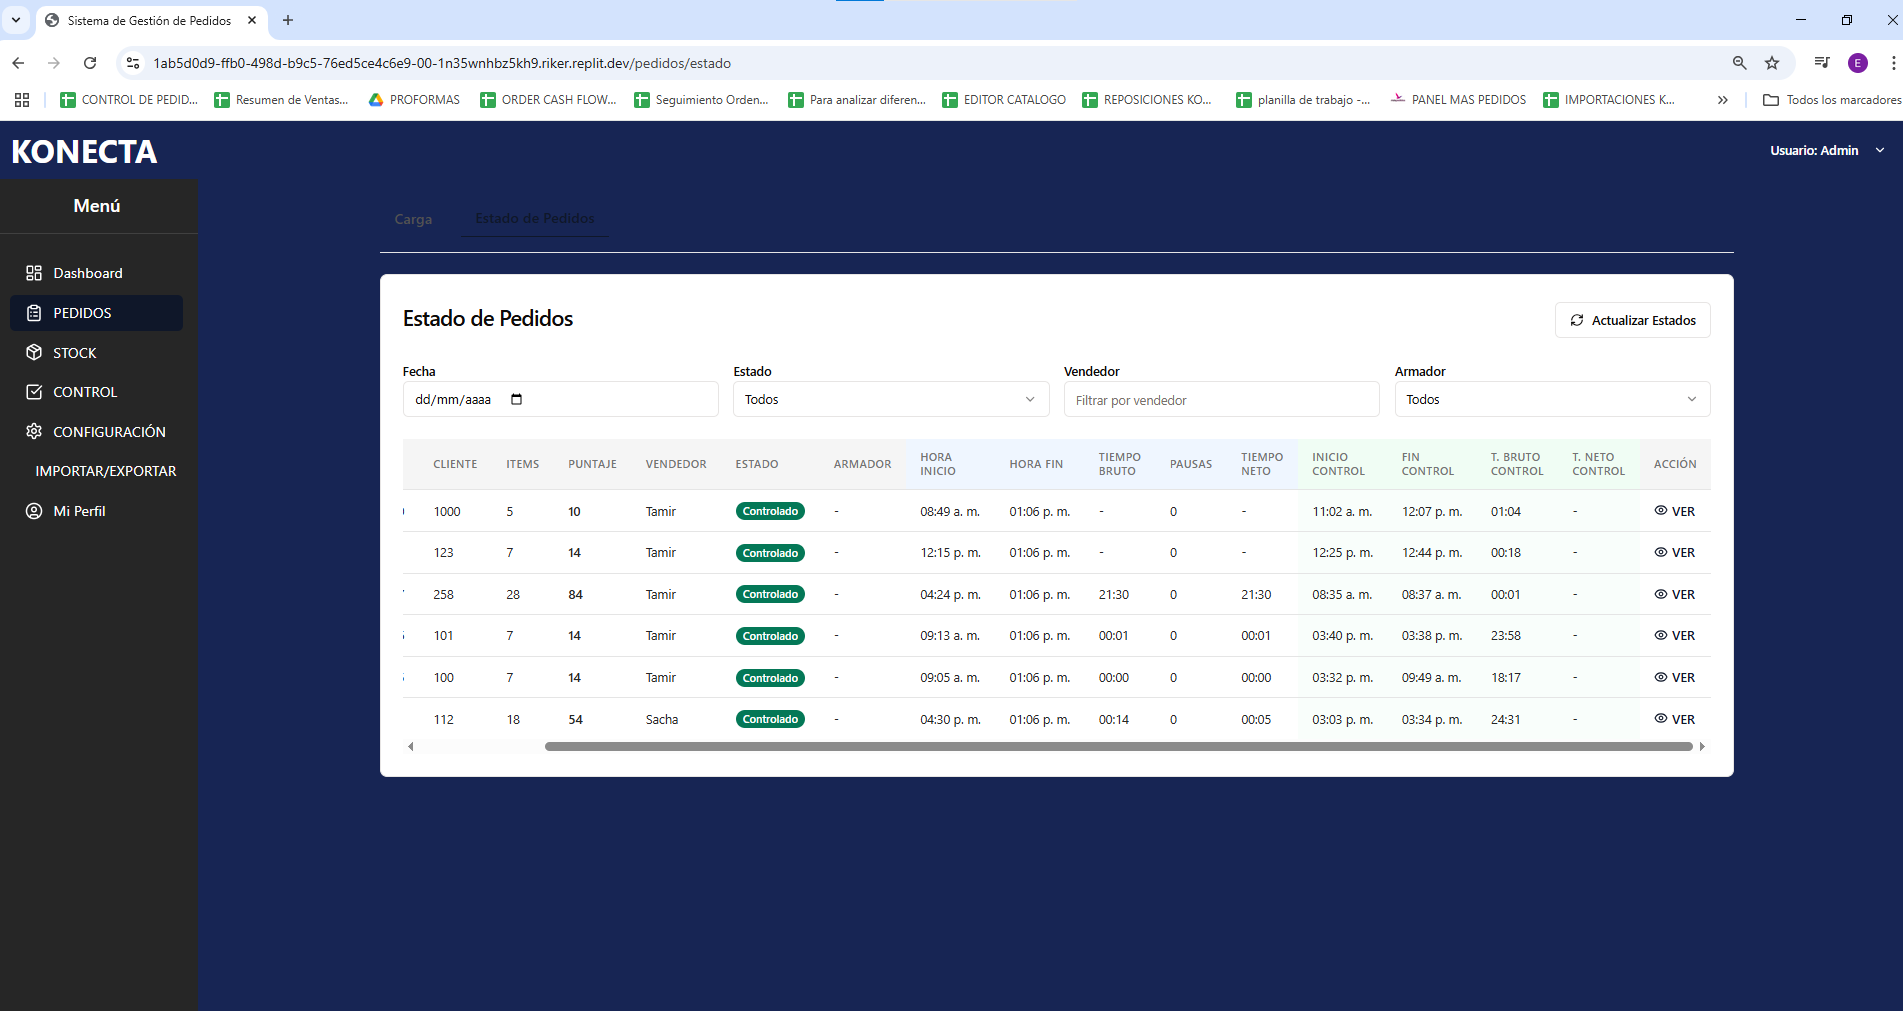 Sistema de Gestión de Pedidos
1ab5d0d9-ffb0-498d-b9c5-76ed5ce4c6e9-00-1n35wnhbz5kh9.riker.replit.dev/pedidos/estado
E
CONTROL DE PEDID...
Resumen de Ventas...
PROFORMAS
ORDER CASH FLOW...
Seguimiento Orden...
Para analizar diferen...
EDITOR CATALOGO
REPOSICIONES KO...
planilla de trabajo -...
PANEL MAS PEDIDOS
IMPORTACIONES K...
Todos los marcadores
KONECTA
Usuario: Admin
Menú
Dashboard
PEDIDOS
STOCK
CONTROL
CONFIGURACIÓN
IMPORTAR/EXPORTAR
Mi Perfil
Carga
Estado de Pedidos
Estado de Pedidos
Actualizar Estados
Fecha
Estado
Vendedor
Armador
dd/mm/aaaa
Todos
Filtrar por vendedor
Todos
CLIENTE ITEMS PUNTAJE VENDEDOR ESTADO ARMADOR HORA INICIO HORA FIN TIEMPO BRUTO PAUSAS TIEMPO NETO INICIO CONTROL FIN CONTROL T. BRUTO CONTROL T. NETO CONTROL ACCIÓN
1000 5 10 Tamir Controlado - 08:49 a. m. 01:06 p. m. - 0 - 11:02 a. m. 12:07 p. m. 01:04 - VER
123 7 14 Tamir Controlado - 12:15 p. m. 01:06 p. m. - 0 - 12:25 p. m. 12:44 p. m. 00:18 - VER
258 28 84 Tamir Controlado - 04:24 p. m. 01:06 p. m. 21:30 0 21:30 08:35 a. m. 08:37 a. m. 00:01 - VER
101 7 14 Tamir Controlado - 09:13 a. m. 01:06 p. m. 00:01 0 00:01 03:40 p. m. 03:38 p. m. 23:58 - VER
100 7 14 Tamir Controlado - 09:05 a. m. 01:06 p. m. 00:00 0 00:00 03:32 p. m. 09:49 a. m. 18:17 - VER
112 18 54 Sacha Controlado - 04:30 p. m. 01:06 p. m. 00:14 0 00:05 03:03 p. m. 03:34 p. m. 24:31 - VER